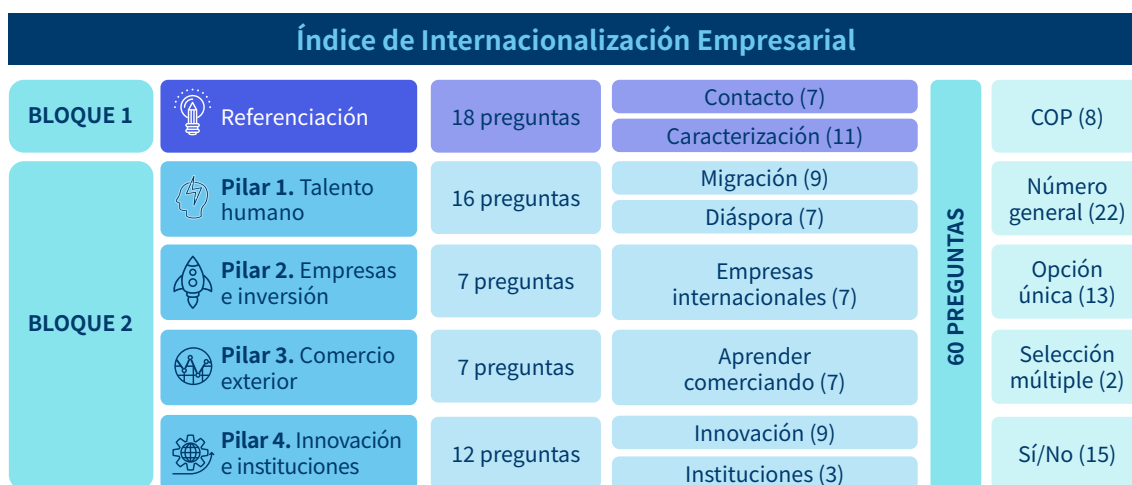 Índice de Internacionalización Empresarial
BLOQUE 1
Referenciación
18 preguntas
Contacto (7)
Caracterización (11)
COP (8)
BLOQUE 2
Pilar 1. Talento
humano
16 preguntas
Migración (9)
Diáspora (7)
Número
general (22)
Pilar 2. Empresas
e inversión
7 preguntas
Empresas
internacionales (7)
Opción
única (13)
60 PREGUNTAS
Pilar 3. Comercio
exterior
7 preguntas
Aprender
comerciando (7)
Selección
múltiple (2)
Pilar 4. Innovación
e instituciones
12 preguntas
Innovación (9)
Instituciones (3)
Sí/No (15)